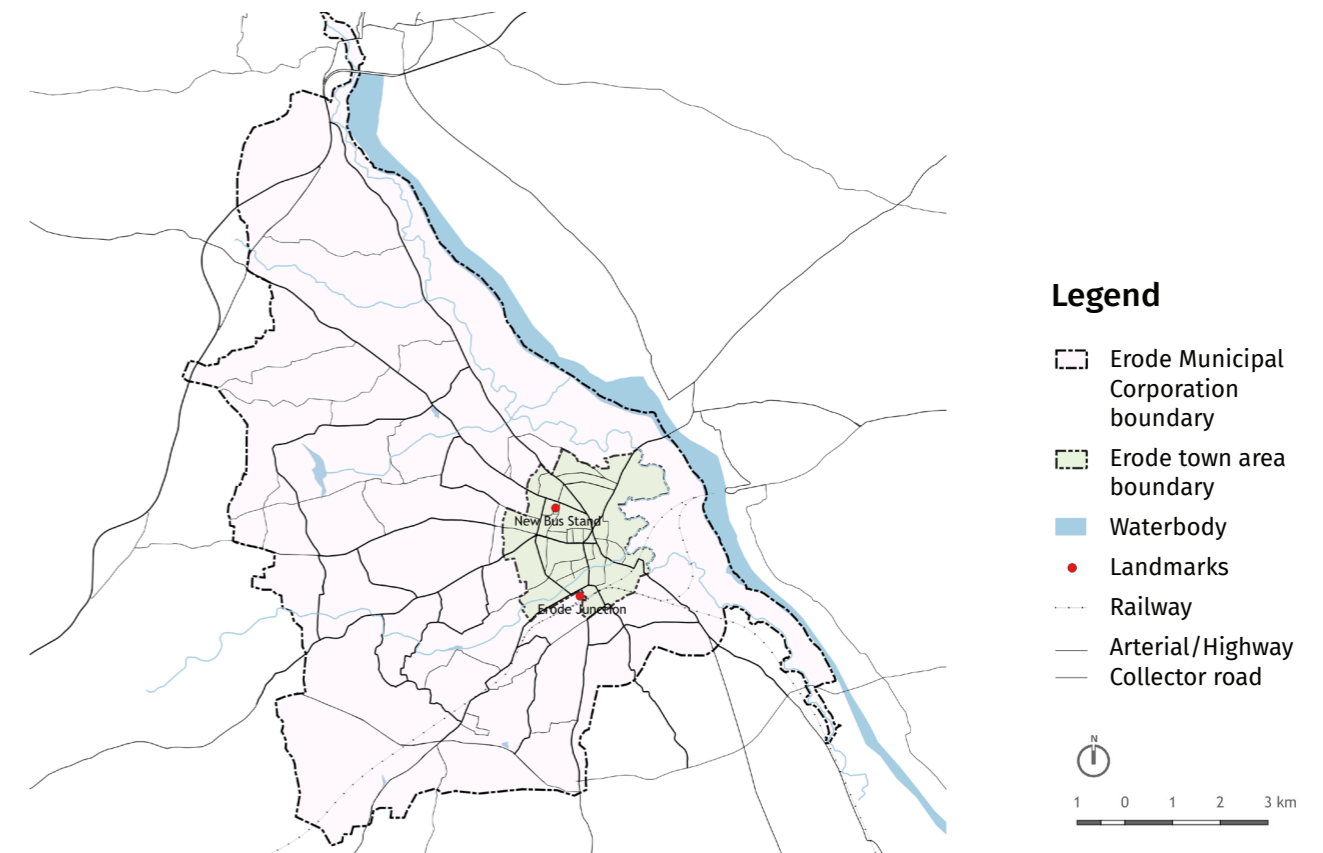 New Bus Stand
Erode Junction
Legend
Erode Municipal
Corporation
boundary
Erode town area
boundary
Waterbody
Landmarks
Railway
Arterial/Highway
Collector road
N
1 0 1 2 3 km